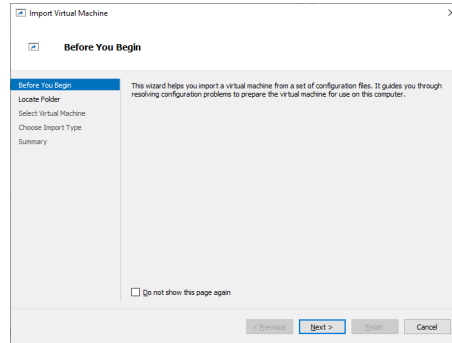 Import Virtual Machine
Before You Begin
Before You Begin
Locate Folder
Select Virtual Machine
Choose Import Type
Summary
This wizard helps you import a virtual machine from a set of configuration files. It guides you through
resolving configuration problems to prepare the virtual machine for use on this computer.
Do not show this page again
< Previous
Next >
Finish
Cancel